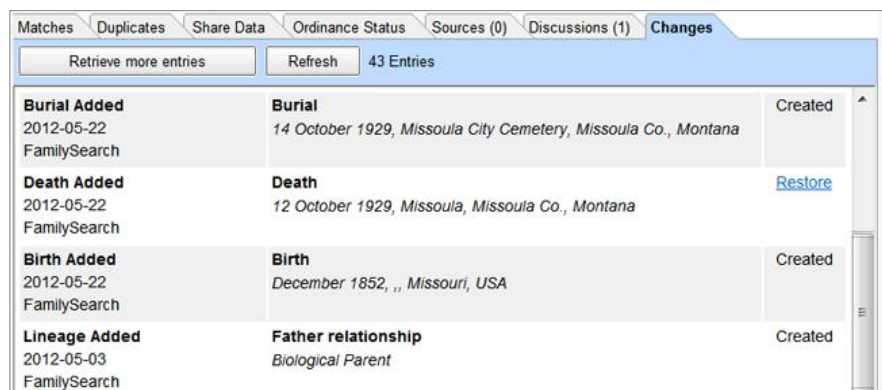 Matches Duplicates Share Data Ordinance Status Sources (0) Discussions (1) Changes
Retrieve more entries Refresh 43 Entries
Burial Added Burial Created
2012-05-22 14 October 1929, Missoula City Cemetery, Missoula Co., Montana
FamilySearch
Death Added Death Restore
2012-05-22 12 October 1929, Missoula, Missoula Co., Montana
FamilySearch
Birth Added Birth Created
2012-05-22 December 1852, ,, Missouri, USA
FamilySearch
Lineage Added Father relationship Created
2012-05-03 Biological Parent
FamilySearch